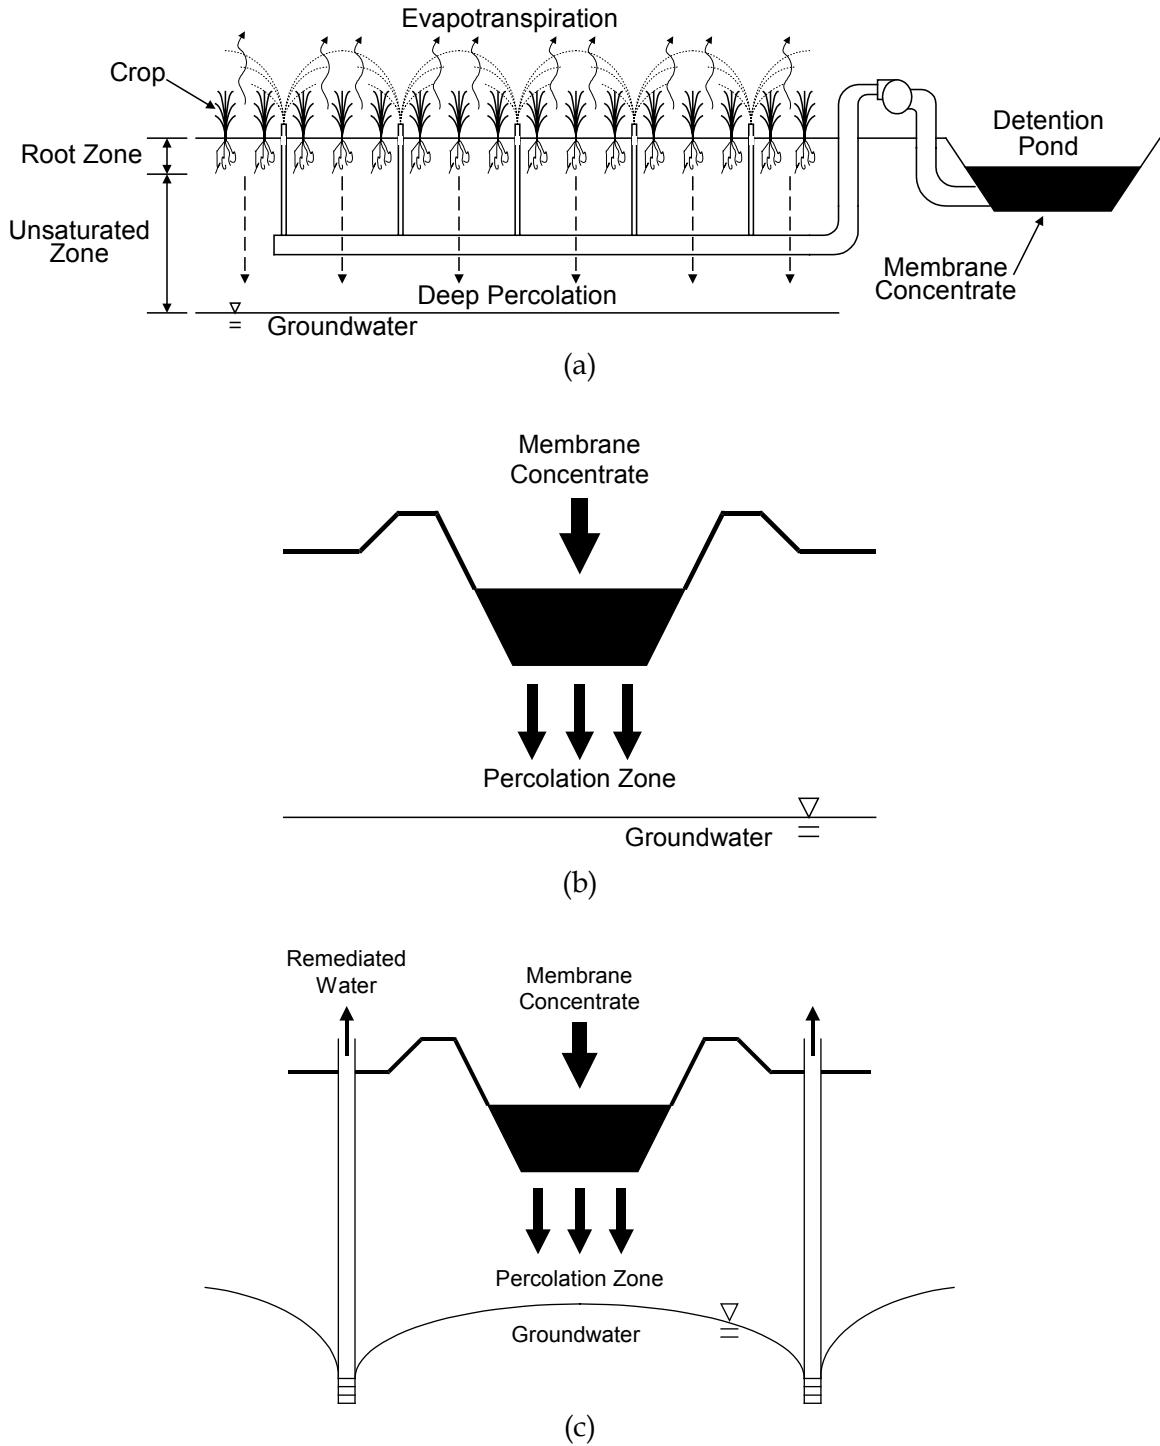 Evapotranspiration
Crop
Root Zone
Unsaturated
Zone
Detention
Pond
Membrane
Concentrate
Deep Percolation
Groundwater
(a)
Membrane
Concentrate
Percolation Zone
Groundwater
(b)
Remediated
Water
Membrane
Concentrate
Percolation Zone
Groundwater
(c)